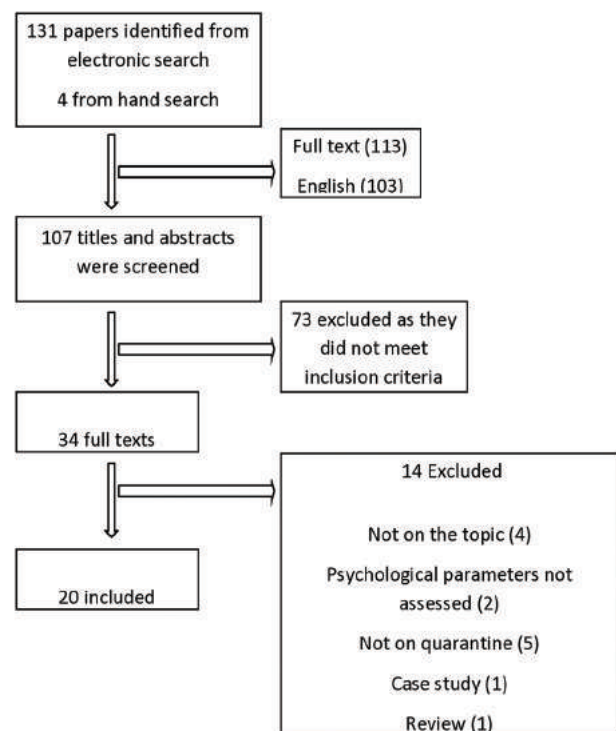 131 papers identified from
electronic search
4 from hand search
Full text (113)
English (103)
107 titles and abstracts
were screened
73 excluded as they
did not meet
inclusion criteria
34 full texts
14 Excluded
Not on the topic (4)
Psychological parameters not
assessed (2)
Not on quarantine (5)
Case study (1)
Review (1)
20 included